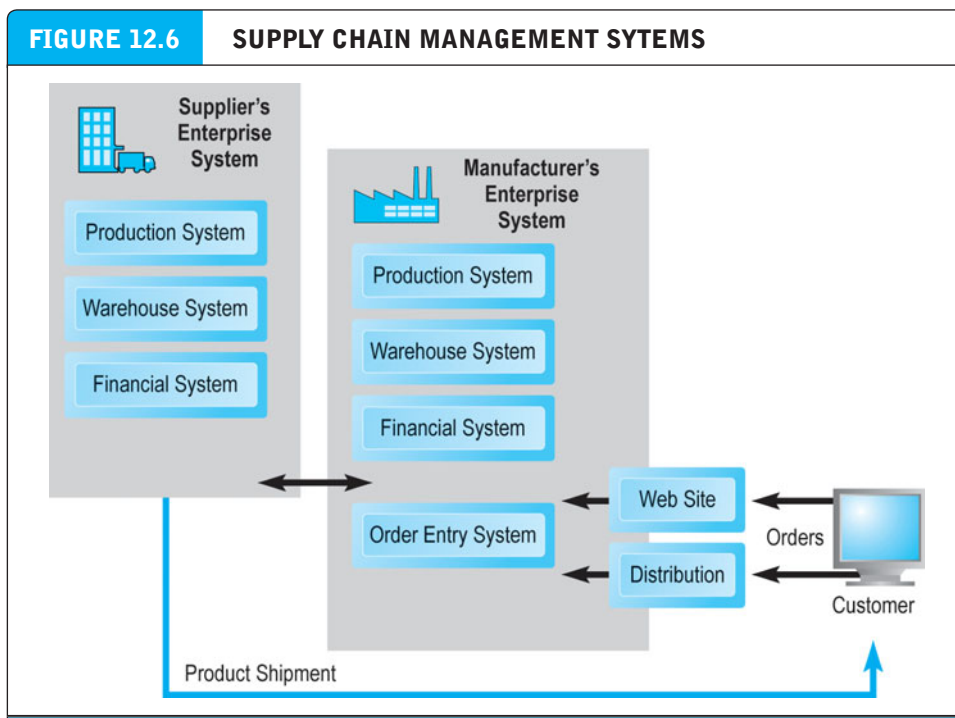 FIGURE 12.6
SUPPLY CHAIN MANAGEMENT SYTEMS
Supplier's
Enterprise
System
Production System
Warehouse System
Financial System
Manufacturer's
Enterprise
System
Production System
Warehouse System
Financial System
Order Entry System
Web Site
Distribution
Orders
Customer
Product Shipment